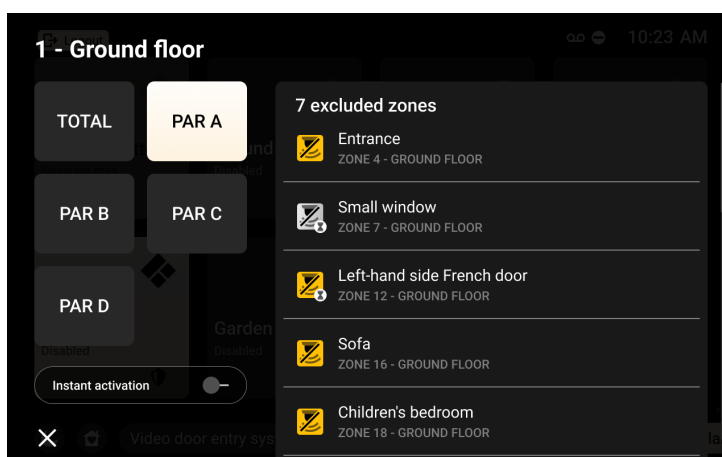 Logout
10:23 AM
1 - Ground floor
TOTAL
PAR A
PAR B
PAR C
PAR D
Disabled
Garden
Disabled
Disabled
Instant activation
Video door entry sys
7 excluded zones
Entrance
ZONE 4 - GROUND FLOOR
Small window
ZONE 7 - GROUND FLOOR
Left-hand side French door
ZONE 12 - GROUND FLOOR
Sofa
ZONE 16 - GROUND FLOOR
Children's bedroom
ZONE 18 - GROUND FLOOR